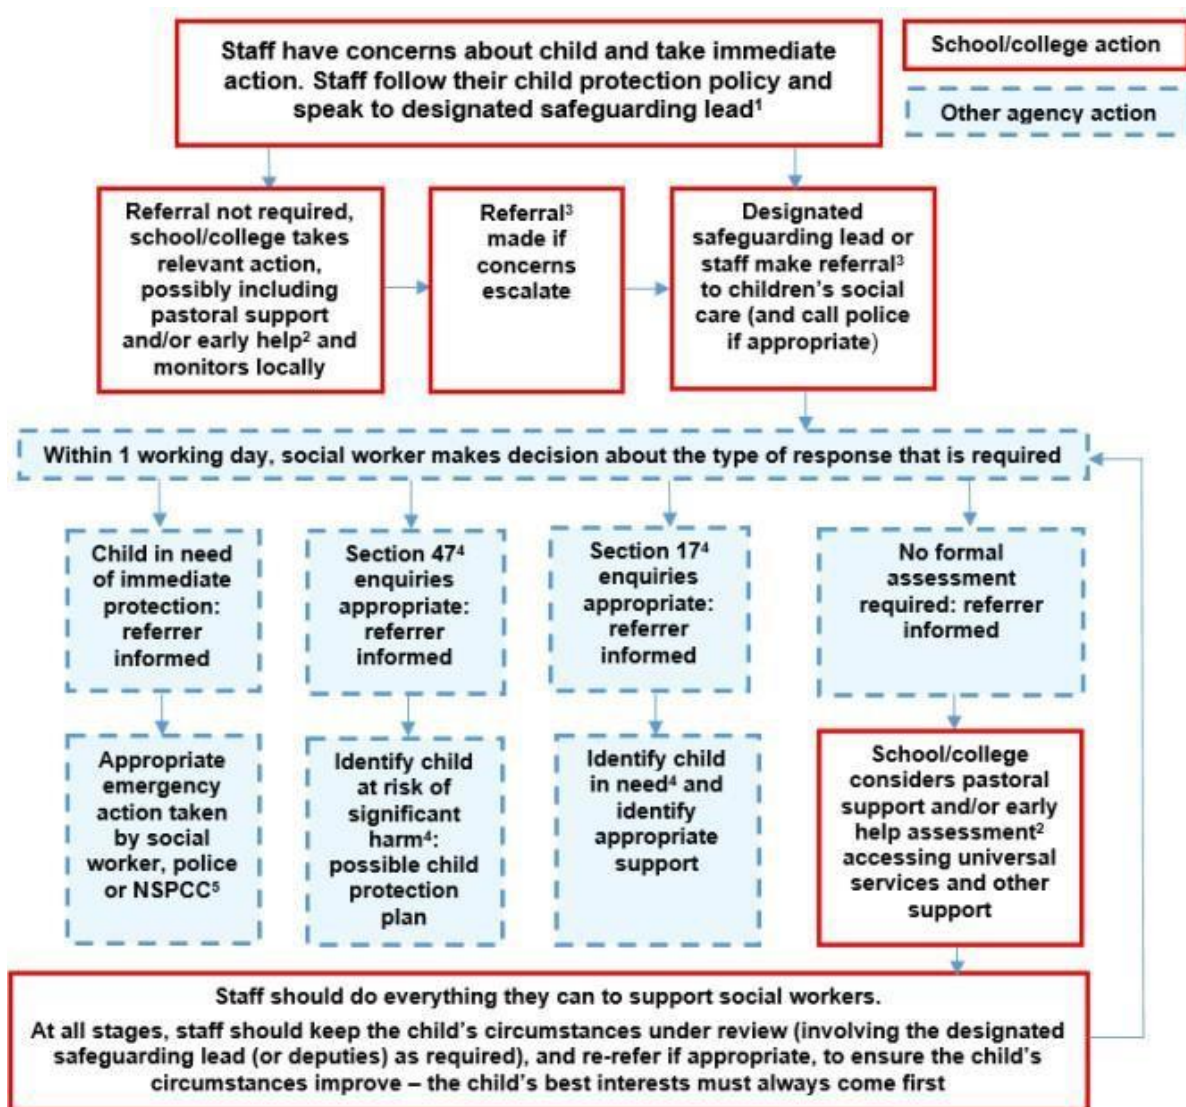 Staff have concerns about child and take immediate
action. Staff follow their child protection policy and
speak to designated safeguarding lead¹
School/college action
Other agency action
Referral not required,
school/college takes
relevant action,
possibly including
pastoral support
and/or early help² and
monitors locally
Referral³
made if
concerns
escalate
Designated
safeguarding lead or
staff make referral³
to children’s social
care (and call police
if appropriate)
Within 1 working day, social worker makes decision about the type of response that is required
Child in need
of immediate
protection:
referrer
informed
Section 47⁴
enquiries
appropriate:
referrer
informed
Section 17⁴
enquiries
appropriate:
referrer
informed
No formal
assessment
required: referrer
informed
Appropriate
emergency
action taken
by social
worker, police
or NSPCC⁵
Identify child
at risk of
significant
harm⁴:
possible child
protection
plan
Identify child
in need⁴ and
identify
appropriate
support
School/college
considers pastoral
support and/or early
help assessment²
accessing universal
services and other
support
Staff should do everything they can to support social workers.
At all stages, staff should keep the child’s circumstances under review (involving the designated
safeguarding lead (or deputies) as required), and re-refer if appropriate, to ensure the child’s
circumstances improve – the child’s best interests must always come first